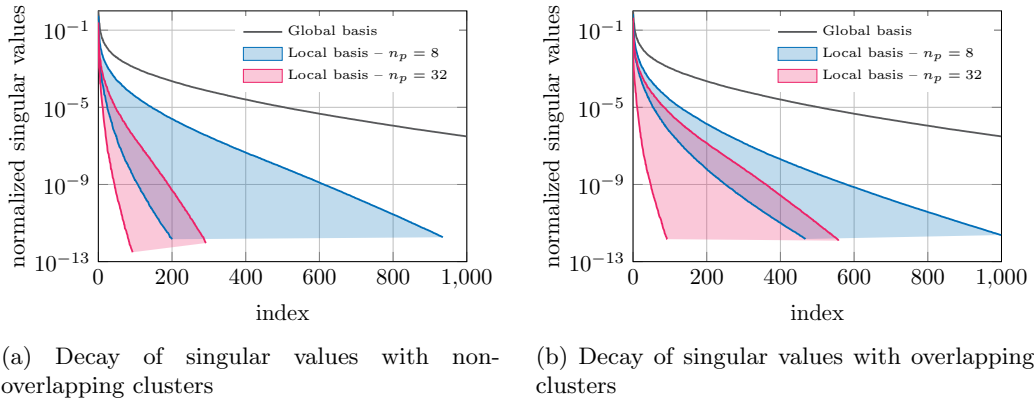 normalized singular values
10^{-1}
10^{-5}
10^{-9}
10^{-13}
0 200 400 600 800 1,000
index
Global basis
Local basis – n_p = 8
Local basis – n_p = 32
(a) Decay of singular values with non-
overlapping clusters
normalized singular values
10^{-1}
10^{-5}
10^{-9}
10^{-13}
0 200 400 600 800 1,000
index
Global basis
Local basis – n_p = 8
Local basis – n_p = 32
(b) Decay of singular values with overlapping
clusters